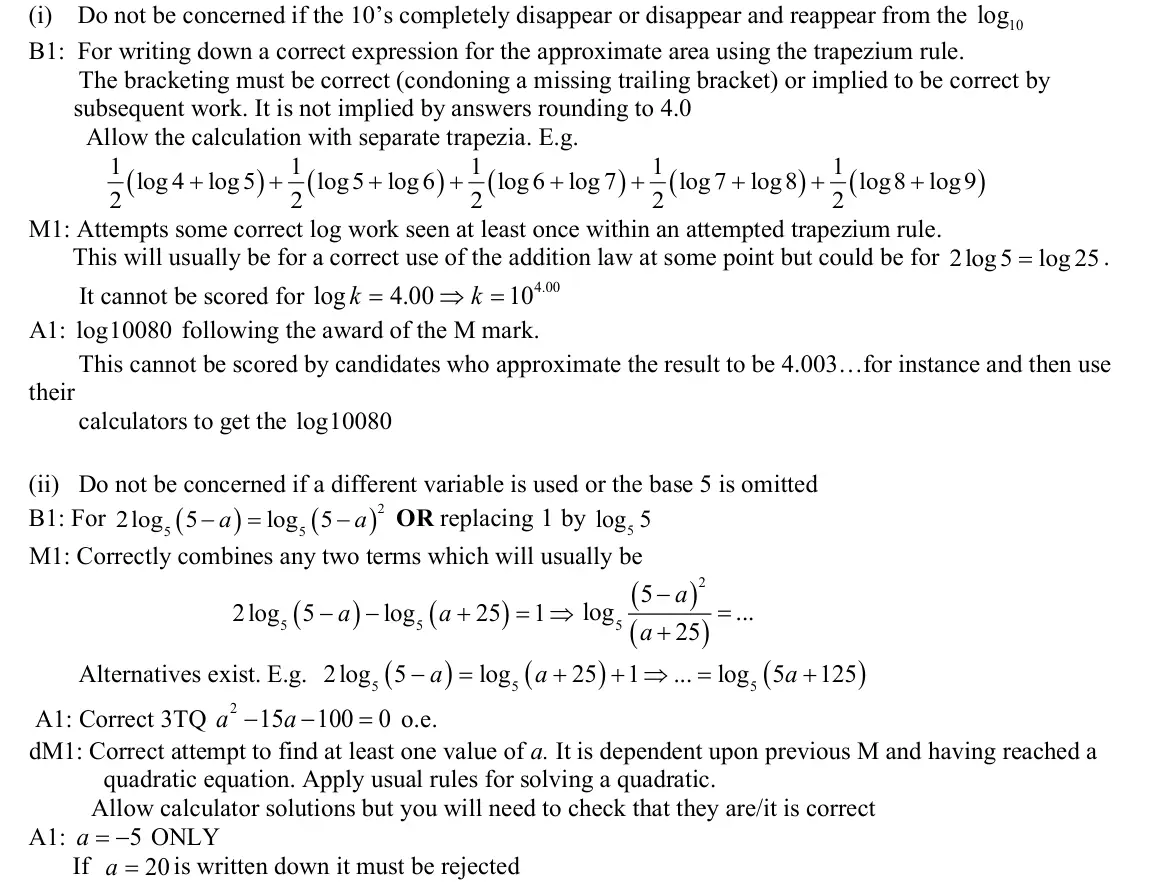 (i) Do not be concerned if the 10's completely disappear or disappear and reappear from the log₁₀
B1: For writing down a correct expression for the approximate area using the trapezium rule.
The bracketing must be correct (condoning a missing trailing bracket) or implied to be correct by
subsequent work. It is not implied by answers rounding to 4.0
Allow the calculation with separate trapezia. E.g.
1/2(log 4 + log 5) + 1/2(log 5 + log 6) + 1/2(log 6 + log 7) + 1/2(log 7 + log 8) + 1/2(log 8 + log 9)
M1: Attempts some correct log work seen at least once within an attempted trapezium rule.
This will usually be for a correct use of the addition law at some point but could be for 2 log 5 = log 25 .
It cannot be scored for log k = 4.00 ⇒ k = 10^4.00
A1: log10080 following the award of the M mark.
This cannot be scored by candidates who approximate the result to be 4.003…for instance and then use
their
calculators to get the log10080
(ii) Do not be concerned if a different variable is used or the base 5 is omitted
B1: For 2log₅(5−a) = log₅(5−a)² OR replacing 1 by log₅ 5
M1: Correctly combines any two terms which will usually be
2log₅(5−a) − log₅(a+25) = 1 ⇒ log₅ (5−a)²/(a+25) = ...
Alternatives exist. E.g. 2log₅(5−a) = log₅(a+25)+1 ⇒ ... = log₅(5a+125)
A1: Correct 3TQ a² −15a −100 = 0 o.e.
dM1: Correct attempt to find at least one value of a. It is dependent upon previous M and having reached a
quadratic equation. Apply usual rules for solving a quadratic.
Allow calculator solutions but you will need to check that they are/it is correct
A1: a = −5 ONLY
If a = 20 is written down it must be rejected